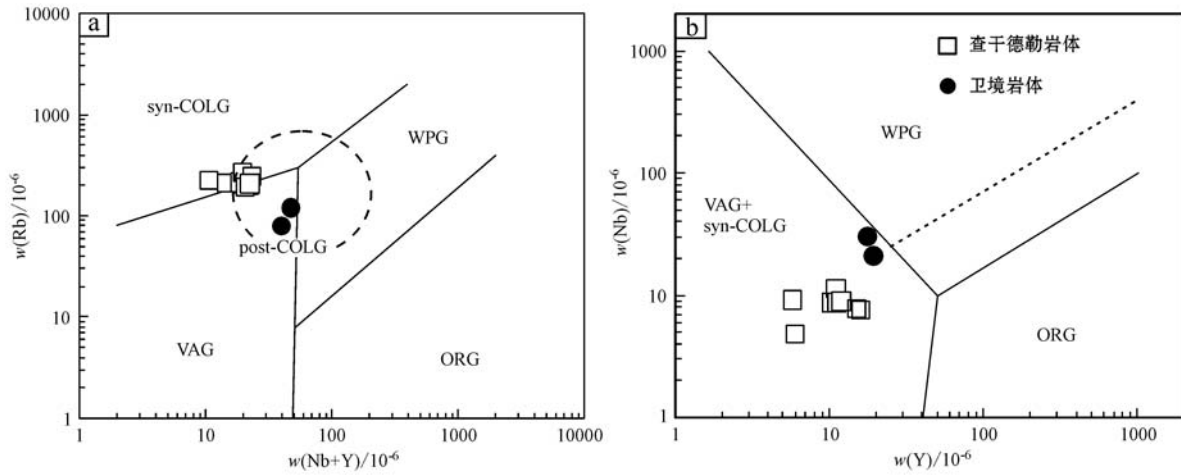 a
10000
1000
100
10
1
w(Rb)/10⁻⁶
syn-COLG
WPG
post-COLG
VAG
ORG
1
10
100
1000
10000
w(Nb+Y)/10⁻⁶
b
1000
100
10
1
w(Nb)/10⁻⁶
查干德勒岩体
卫境岩体
WPG
VAG+
syn-COLG
ORG
1
10
100
1000
w(Y)/10⁻⁶